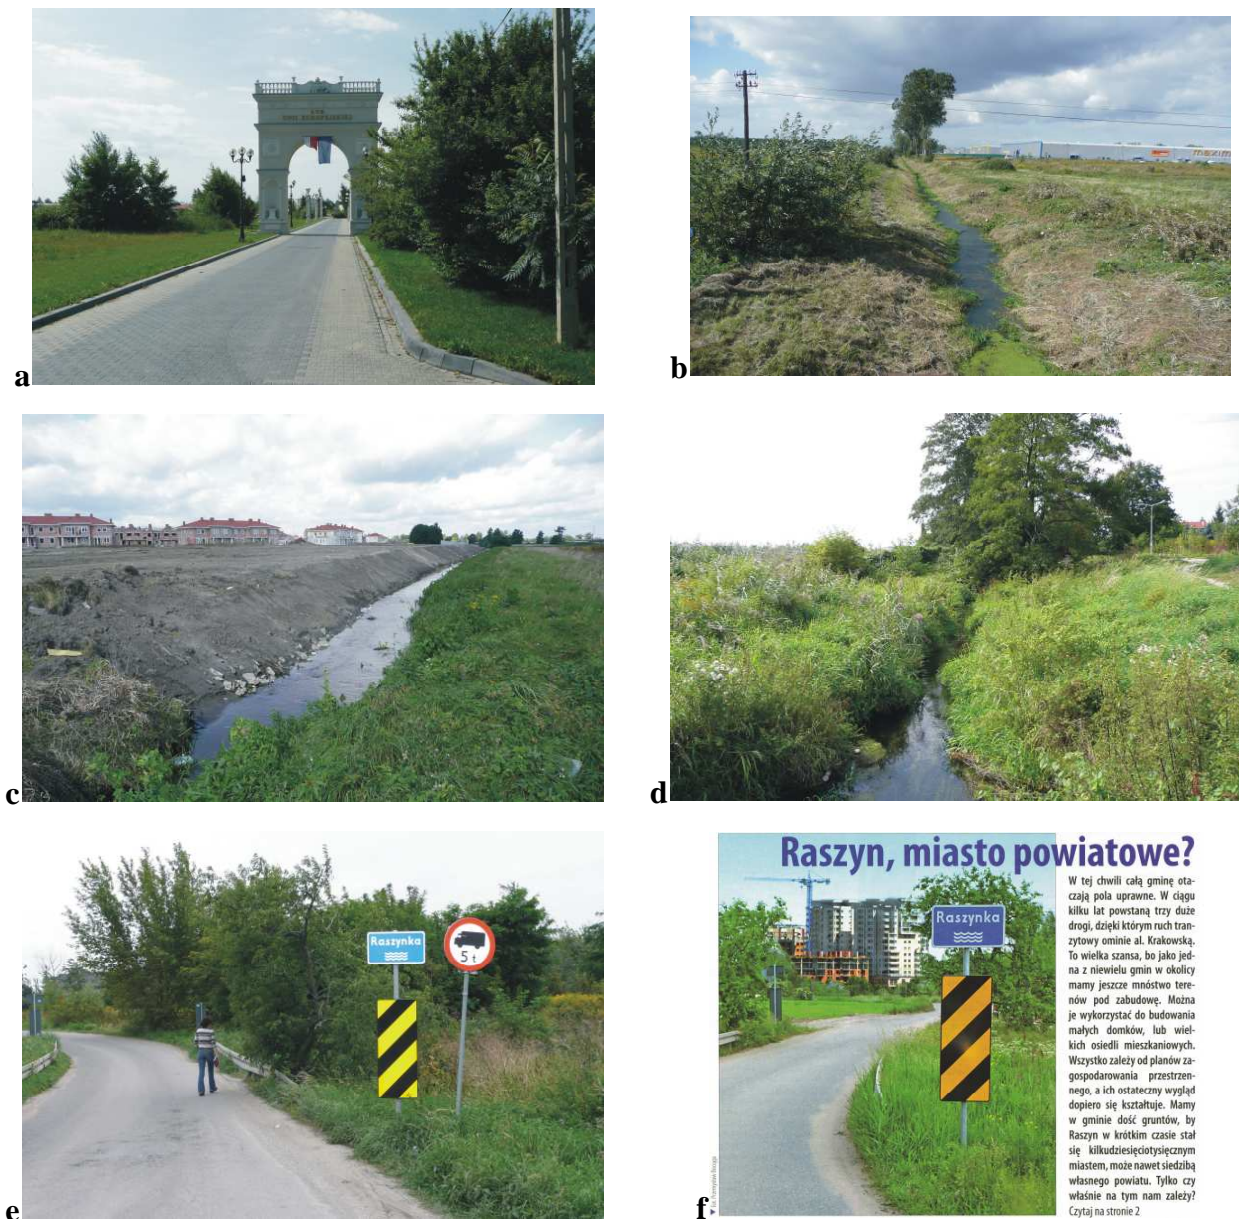 a
b
maxim
c
d
Raszynka
5 t
e
Raszyn, miasto powiatowe?
Raszynka
W tej chwili całą gminę ota-
czają pola uprawne. W ciągu
kilku lat powstaną trzy duże
drogi, dzięki którym ruch tran-
zytowy ominie al. Krakowską.
To wielka szansa, bo jako jed-
na z niewielu gmin w okolicy
mamy jeszcze mnóstwo tere-
nów pod zabudowę. Można
je wykorzystać do budowania
małych domków, lub wiel-
kich osiedli mieszkaniowych.
Wszystko zależy od planów za-
gospodarowania przestrzen-
nego, a ich ostateczny wygląd
dopiero się kształtuje. Mamy
w gminie dość gruntów, by
Raszyn w krótkim czasie stał
się kilkudziesięciotysięcznym
miastem, może nawet siedzibą
własnego powiatu. Tylko czy
właśnie na tym nam zależy?
Czytaj na stronie 2
f